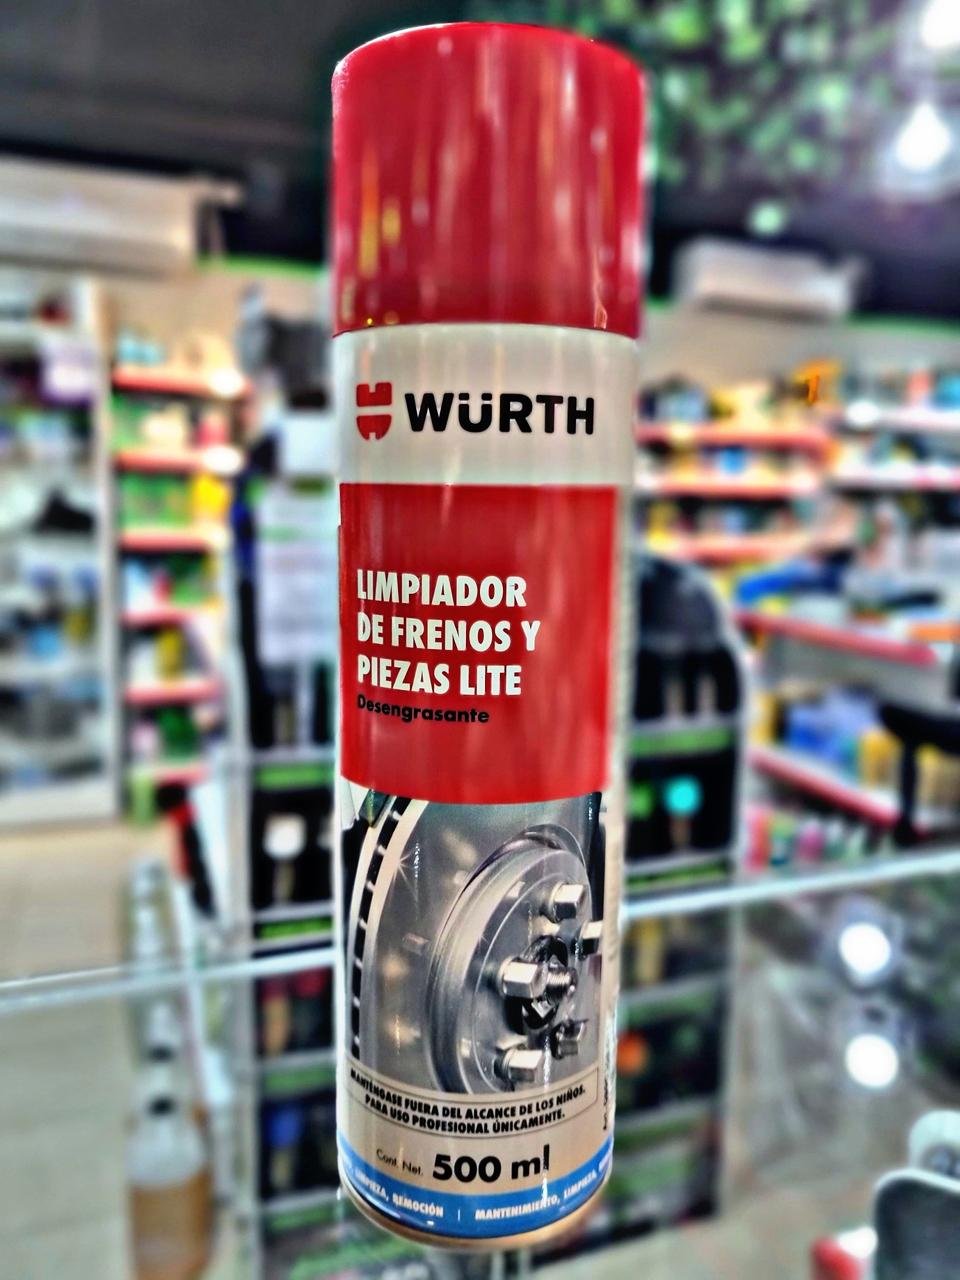 WÜRTH
LIMPIADOR
DE FRENOS Y
PIEZAS LITE
Desengrasante
MANTÉNGASE FUERA DEL ALCANCE DE LOS NIÑOS.
PARA USO PROFESIONAL ÚNICAMENTE.
Cont. Net. 500 ml
LIMPIEZA, REMOCIÓN | MANTENIMIENTO, LIMPIEZA,